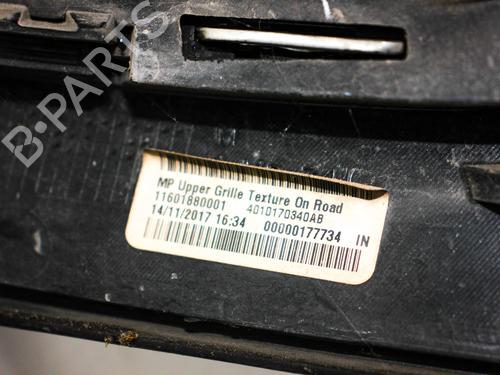 B-PARTS
MP Upper Grille Texture On Road
11601880001 4010170340AB
14/11/2017 16:34 00000177734 IN